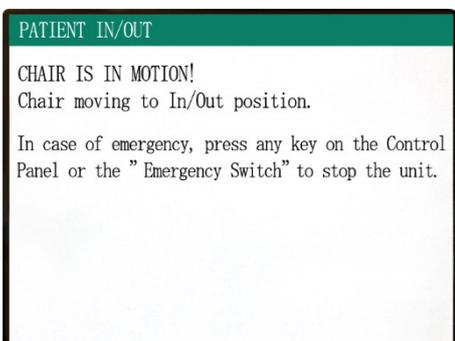 PATIENT IN/OUT
CHAIR IS IN MOTION!
Chair moving to In/Out position.
In case of emergency, press any key on the Control
Panel or the ” Emergency Switch” to stop the unit.